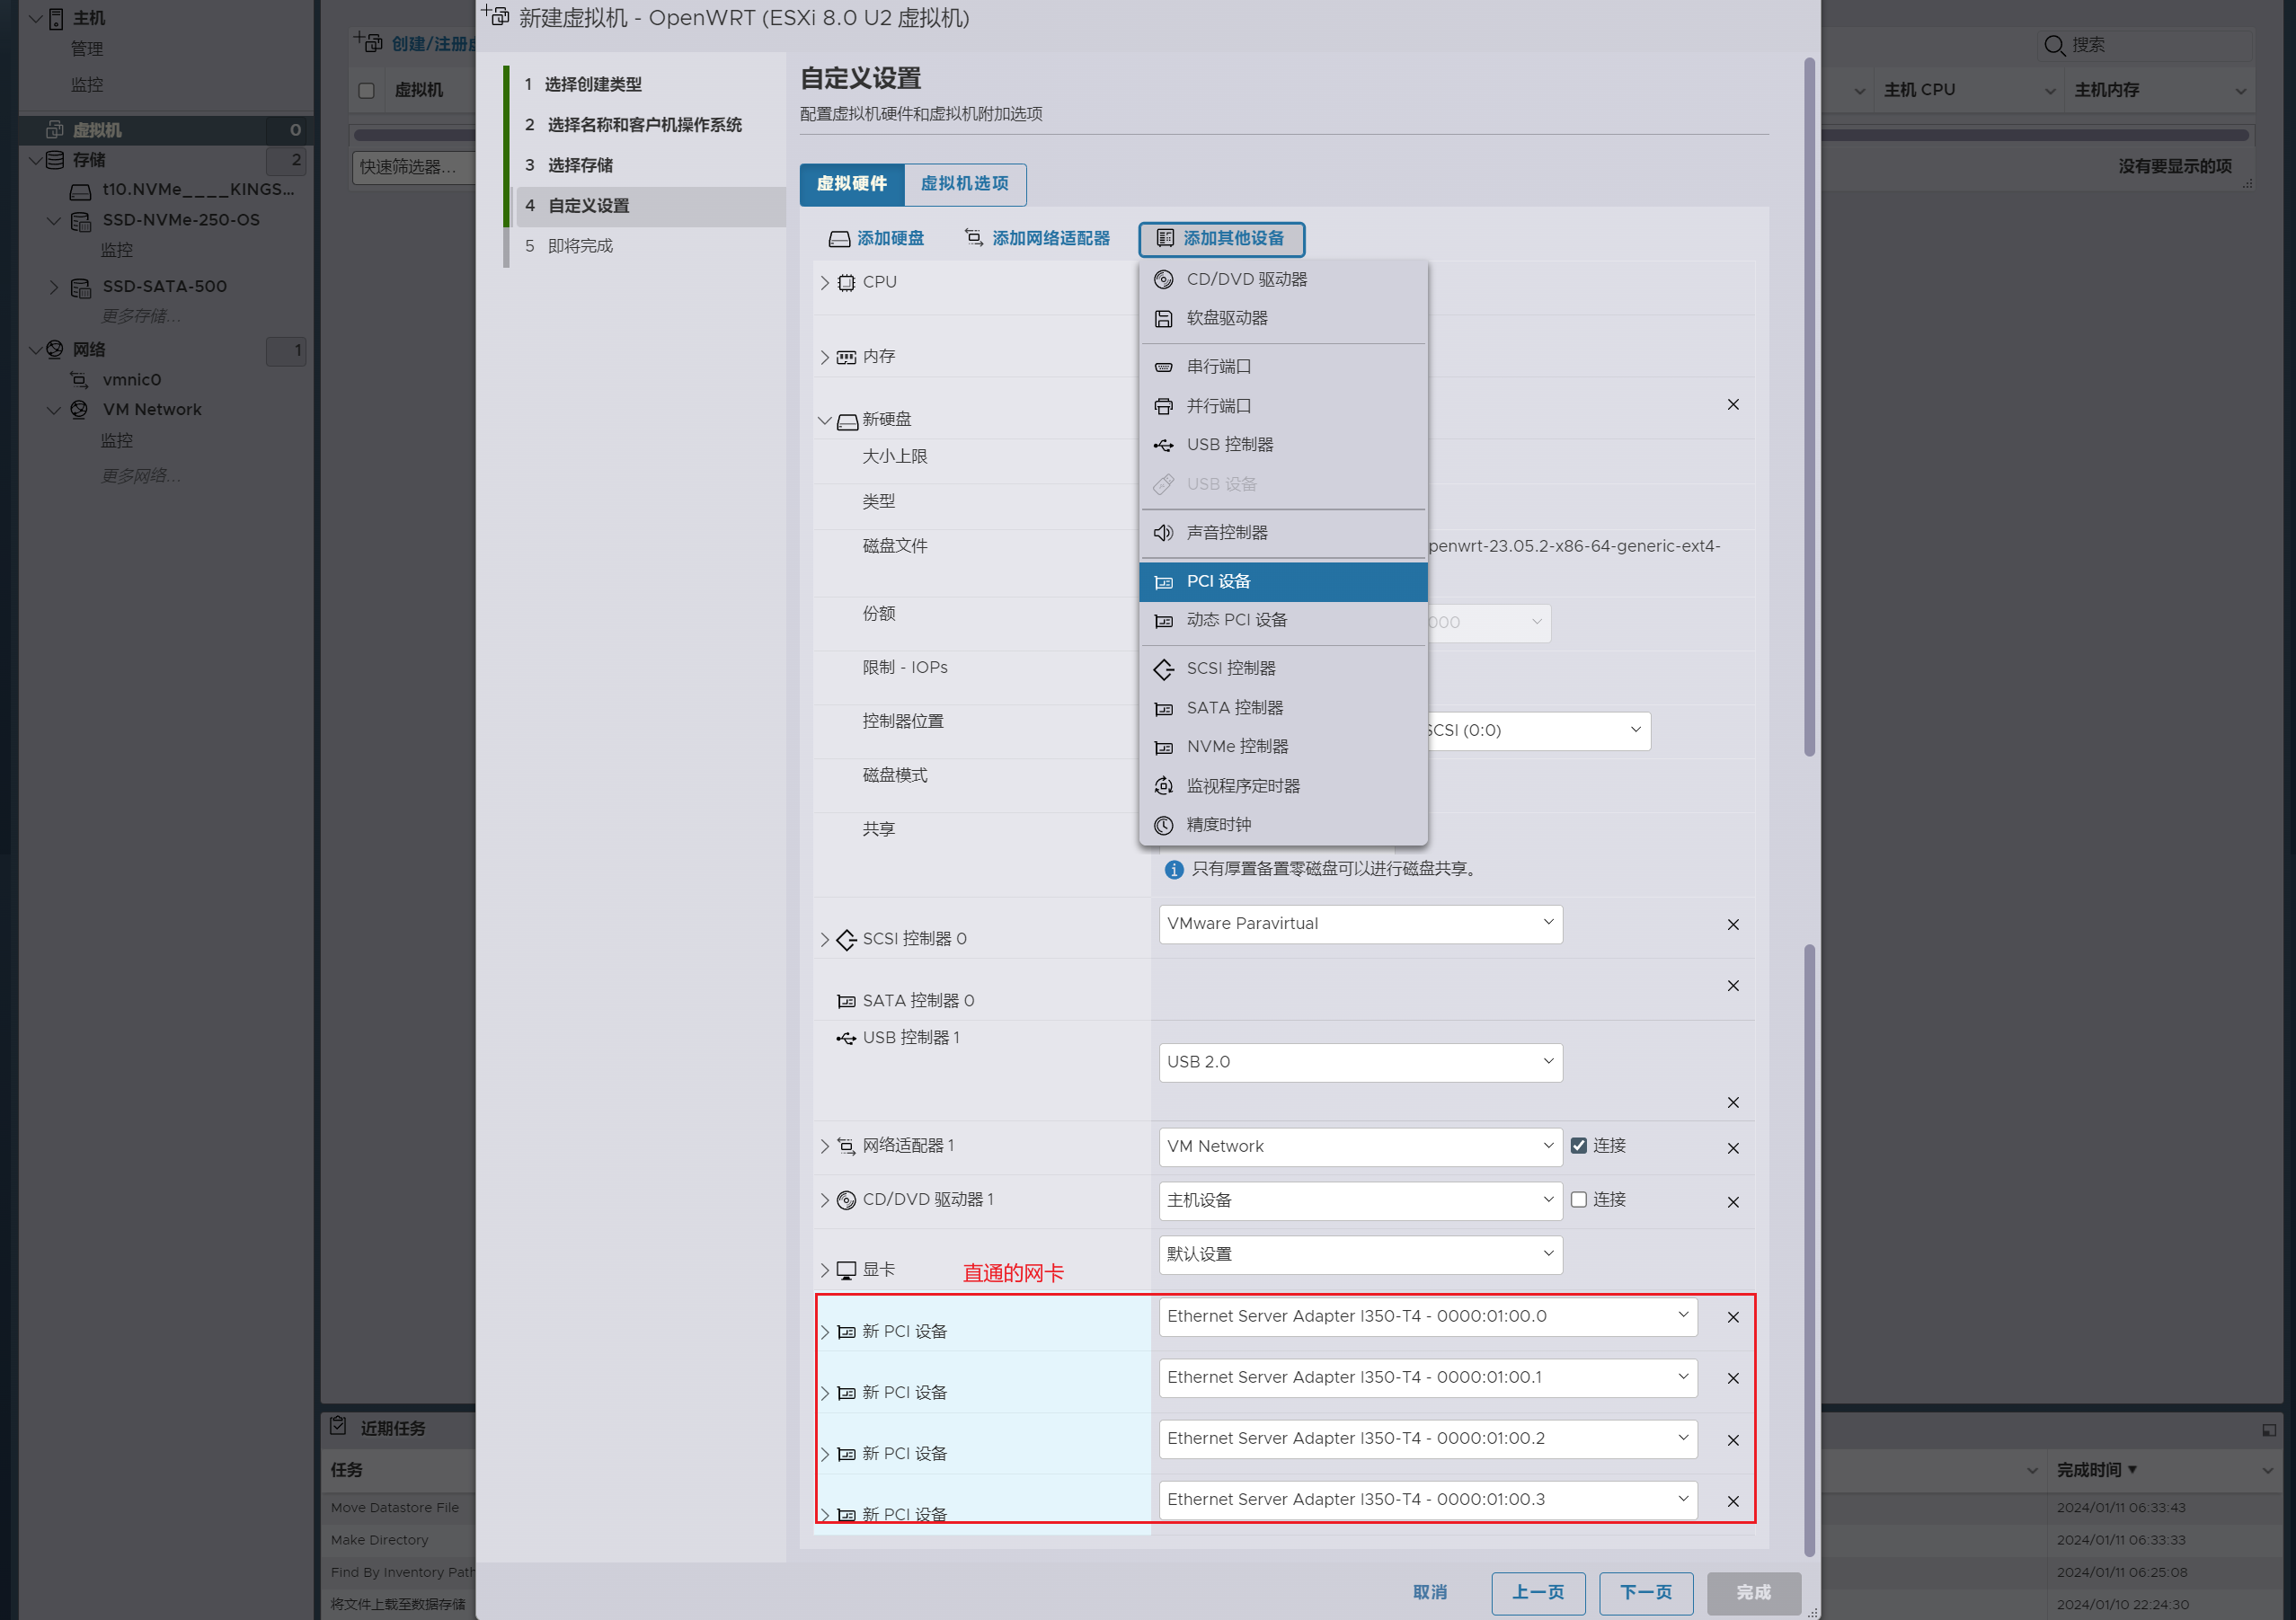 主机
管理
监控
虚拟机 0
存储 2
t10.NVMe____KINGS...
SSD-NVMe-250-OS
监控
SSD-SATA-500
更多存储...
网络 1
vmnic0
VM Network
监控
更多网络...
创建/注册虚
搜索
虚拟机
主机 CPU
主机内存
快速筛选器...
没有要显示的项
新建虚拟机 - OpenWRT (ESXi 8.0 U2 虚拟机)
1 选择创建类型
2 选择名称和客户机操作系统
3 选择存储
4 自定义设置
5 即将完成
自定义设置
配置虚拟机硬件和虚拟机附加选项
虚拟硬件
虚拟机选项
添加硬盘
添加网络适配器
添加其他设备
CD/DVD 驱动器
软盘驱动器
串行端口
并行端口
USB 控制器
USB 设备
声音控制器
PCI 设备
动态 PCI 设备
SCSI 控制器
SATA 控制器
NVMe 控制器
监视程序定时器
精度时钟
CPU
内存
新硬盘
大小上限
类型
磁盘文件
penwrt-23.05.2-x86-64-generic-ext4-
份额
000
限制 - IOPs
控制器位置
SCSI (0:0)
磁盘模式
共享
只有厚置备置零磁盘可以进行磁盘共享。
SCSI 控制器 0
VMware Paravirtual
SATA 控制器 0
USB 控制器 1
USB 2.0
网络适配器 1
VM Network
连接
CD/DVD 驱动器 1
主机设备
连接
显卡
默认设置
直通的网卡
新 PCI 设备
Ethernet Server Adapter I350-T4 - 0000:01:00.0
新 PCI 设备
Ethernet Server Adapter I350-T4 - 0000:01:00.1
新 PCI 设备
Ethernet Server Adapter I350-T4 - 0000:01:00.2
新 PCI 设备
Ethernet Server Adapter I350-T4 - 0000:01:00.3
取消
上一页
下一页
完成
近期任务
任务
完成时间 ▼
Move Datastore File
2024/01/11 06:33:43
Make Directory
2024/01/11 06:33:33
Find By Inventory Path
2024/01/11 06:25:08
将文件上载至数据存储
2024/01/10 22:24:30